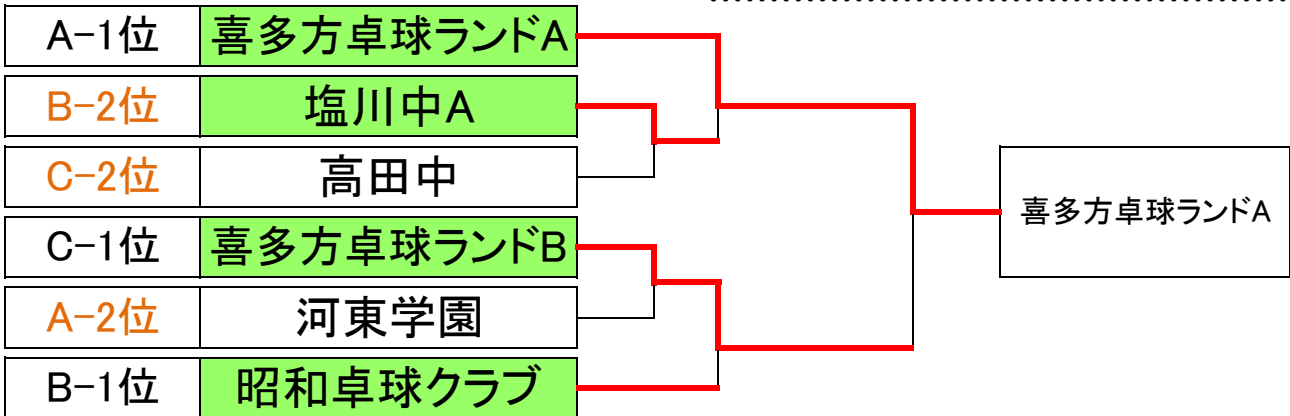 A-1位 喜多方卓球ランドA
B-2位 塩川中A
C-2位 高田中
C-1位 喜多方卓球ランドB
A-2位 河東学園
B-1位 昭和卓球クラブ
喜多方卓球ランドA